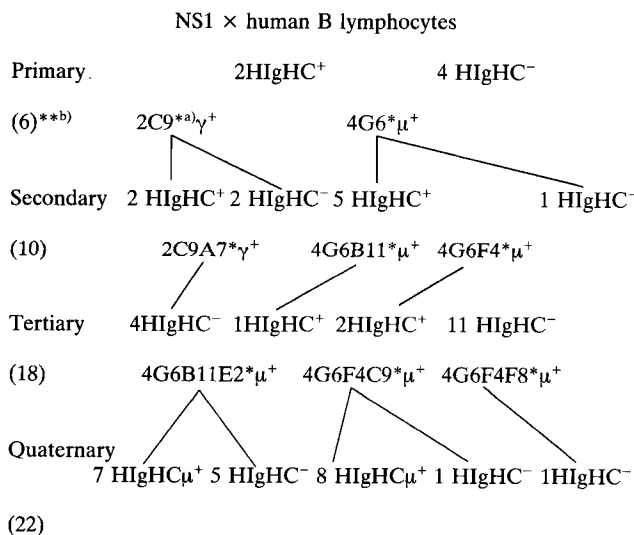 NS1 × human B lymphocytes
Primary. 2HIgHC⁺ 4 HIgHC⁻
(6)**ᵇ⁾ 2C9*ᵃ⁾γ⁺ 4G6*μ⁺
Secondary 2 HIgHC⁺ 2 HIgHC⁻ 5 HIgHC⁺ 1 HIgHC⁻
(10) 2C9A7*γ⁺ 4G6B11*μ⁺ 4G6F4*μ⁺
Tertiary 4HIgHC⁻ 1HIgHC⁺ 2HIgHC⁺ 11 HIgHC⁻
(18) 4G6B11E2*μ⁺ 4G6F4C9*μ⁺ 4G6F4F8*μ⁺
Quaternary
7 HIgHCμ⁺ 5 HIgHC⁻ 8 HIgHCμ⁺ 1 HIgHC⁻ 1HIgHC⁻
(22)